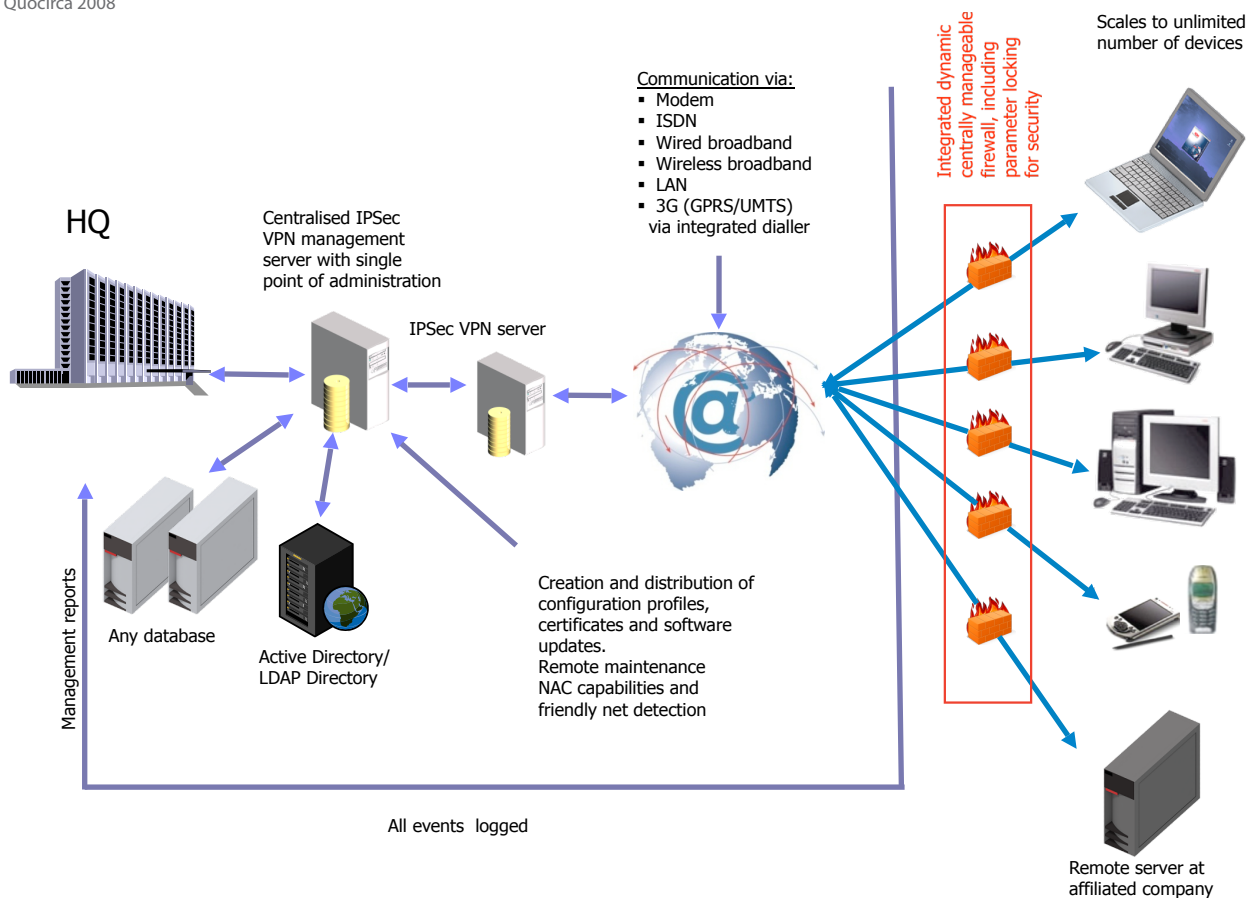 Quocirca 2008
Scales to unlimited
number of devices
Integrated dynamic
centrally manageable
firewall, including
parameter locking
for security
Communication via:
▪ Modem
▪ ISDN
▪ Wired broadband
▪ Wireless broadband
▪ LAN
▪ 3G (GPRS/UMTS)
via integrated dialler
HQ
Centralised IPSec
VPN management
server with single
point of administration
IPSec VPN server
@
Any database
Active Directory/
LDAP Directory
Creation and distribution of
configuration profiles,
certificates and software
updates.
Remote maintenance
NAC capabilities and
friendly net detection
Management reports
All events logged
Remote server at
affiliated company